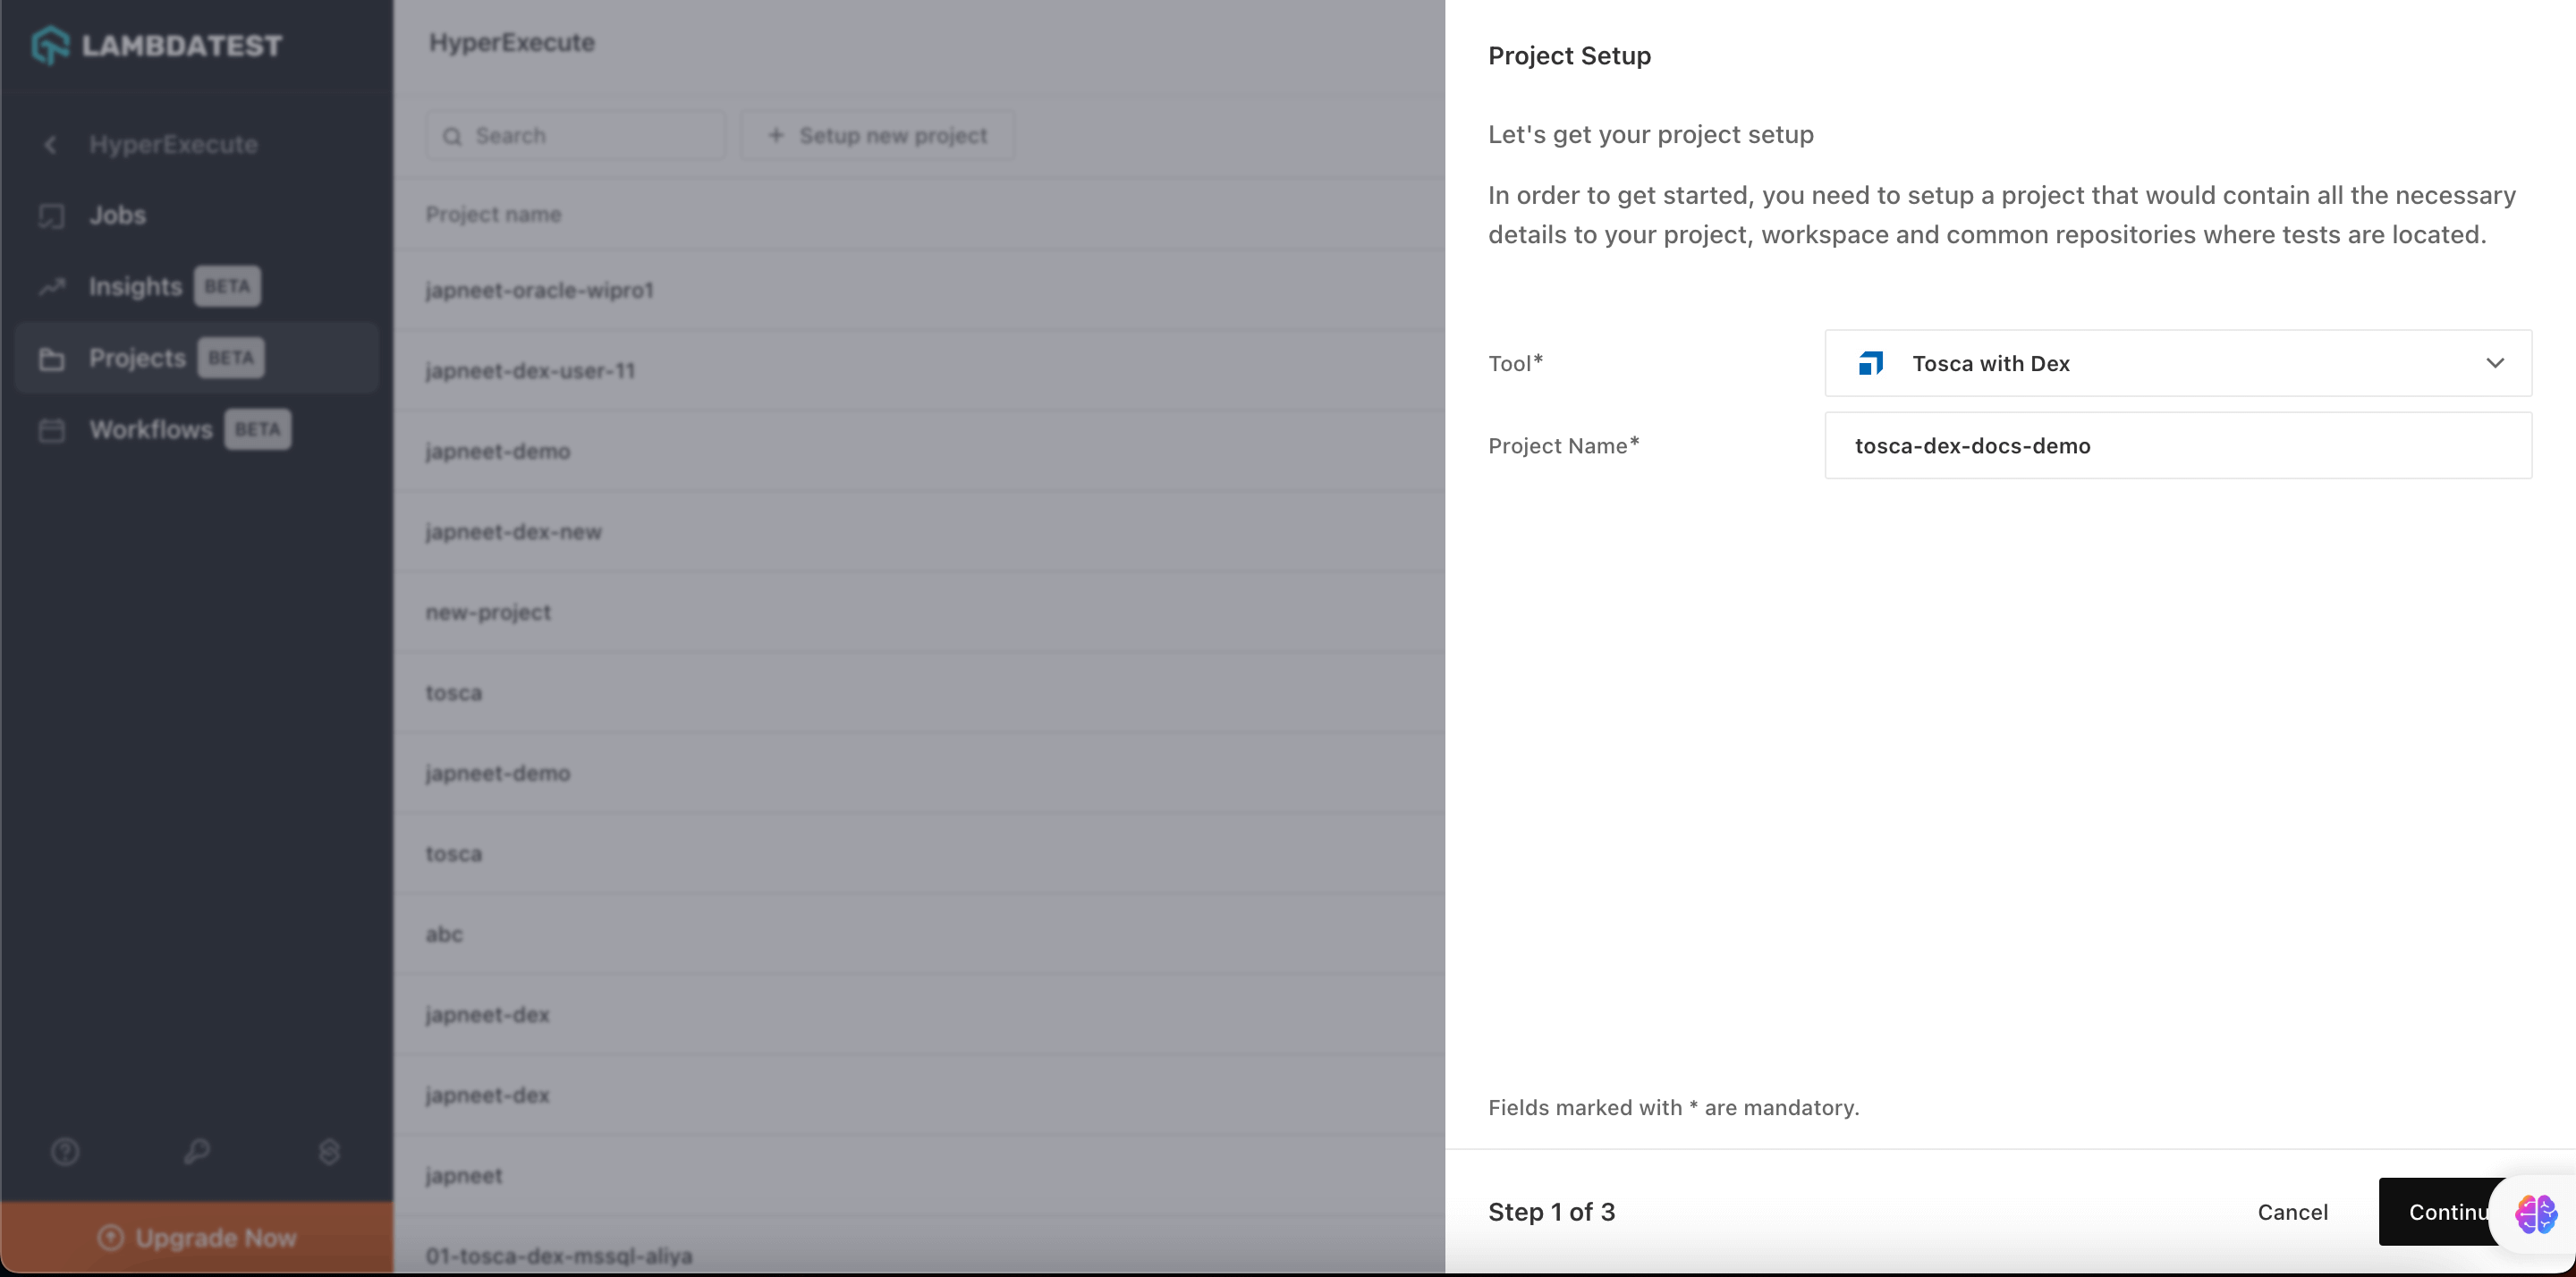 LAMBDATEST
HyperExecute
Jobs
Insights BETA
Projects BETA
Workflows BETA
Upgrade Now
HyperExecute
Search
+ Setup new project
Project name
japneet-oracle-wipro1
japneet-dex-user-11
japneet-demo
japneet-dex-new
new-project
tosca
japneet-demo
tosca
abc
japneet-dex
japneet-dex
japneet
01-tosca-dex-mssql-aliya
Project Setup
Let's get your project setup
In order to get started, you need to setup a project that would contain all the necessary
details to your project, workspace and common repositories where tests are located.
Tool*
Tosca with Dex
Project Name*
tosca-dex-docs-demo
Fields marked with * are mandatory.
Step 1 of 3
Cancel
Continu